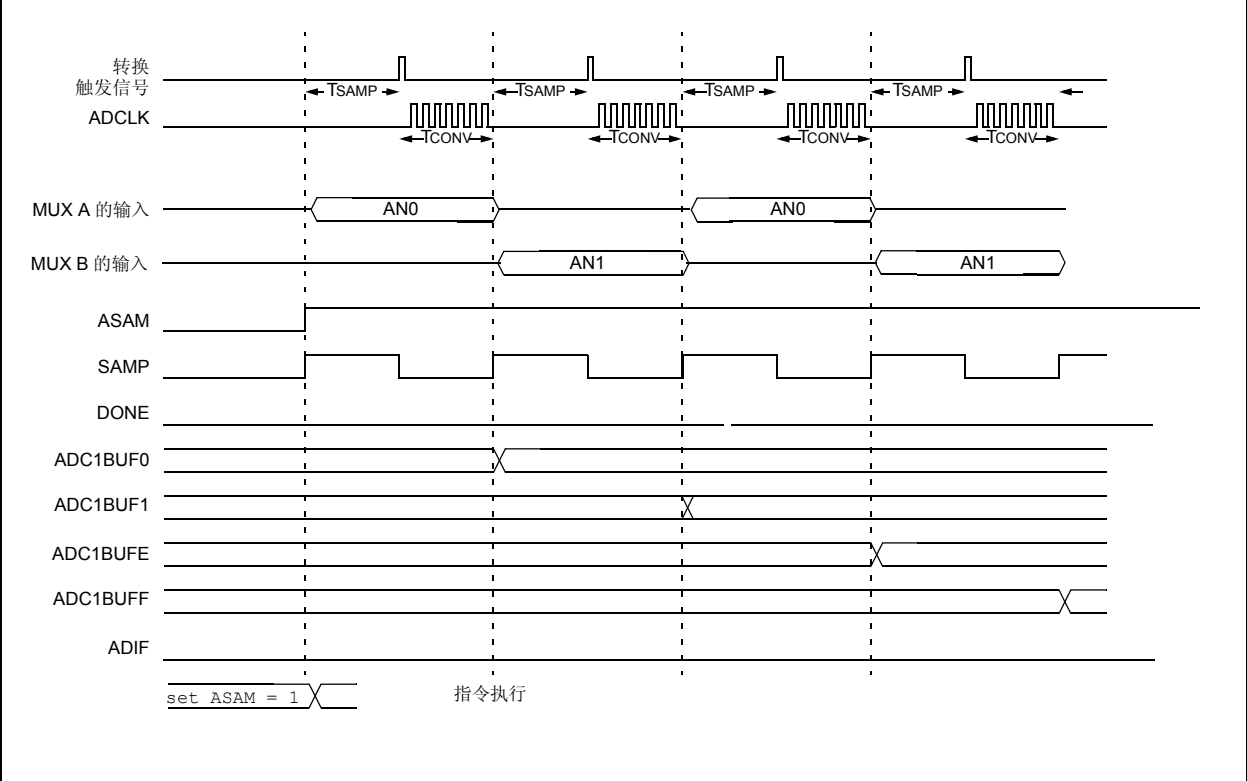 转换
触发信号
TSAMP TSAMP TSAMP TSAMP
ADCLK
TCONV TCONV TCONV TCONV
MUX A 的输入 AN0 AN0
MUX B 的输入 AN1 AN1
ASAM
SAMP
DONE
ADC1BUF0
ADC1BUF1
ADC1BUFE
ADC1BUFF
ADIF
set ASAM = 1 指令执行